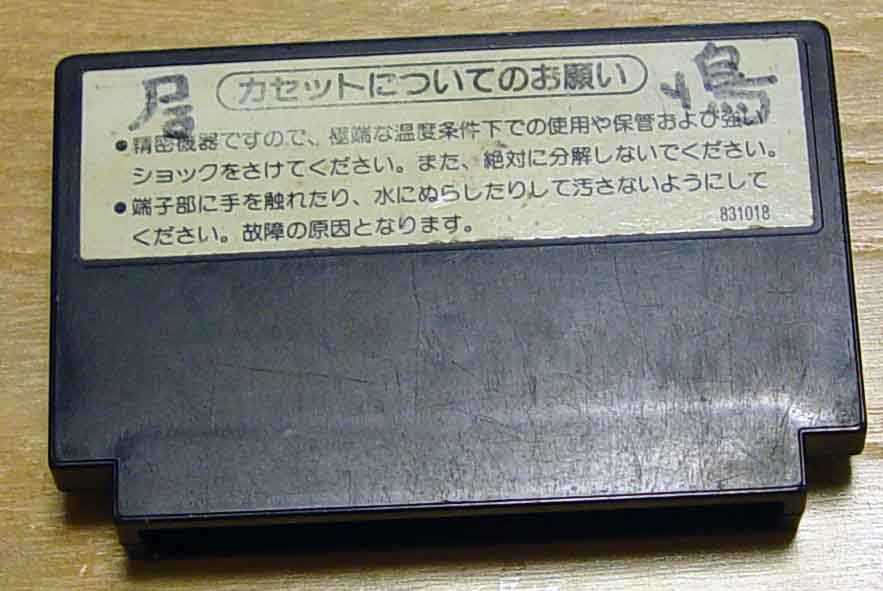 カセットについてのお願い
●精密機器ですので、極端な温度条件下での使用や保管および強い
ショックをさけてください。また、絶対に分解しないでください。
●端子部に手を触れたり、水にぬらしたりして汚さないようにして
ください。故障の原因となります。
831018